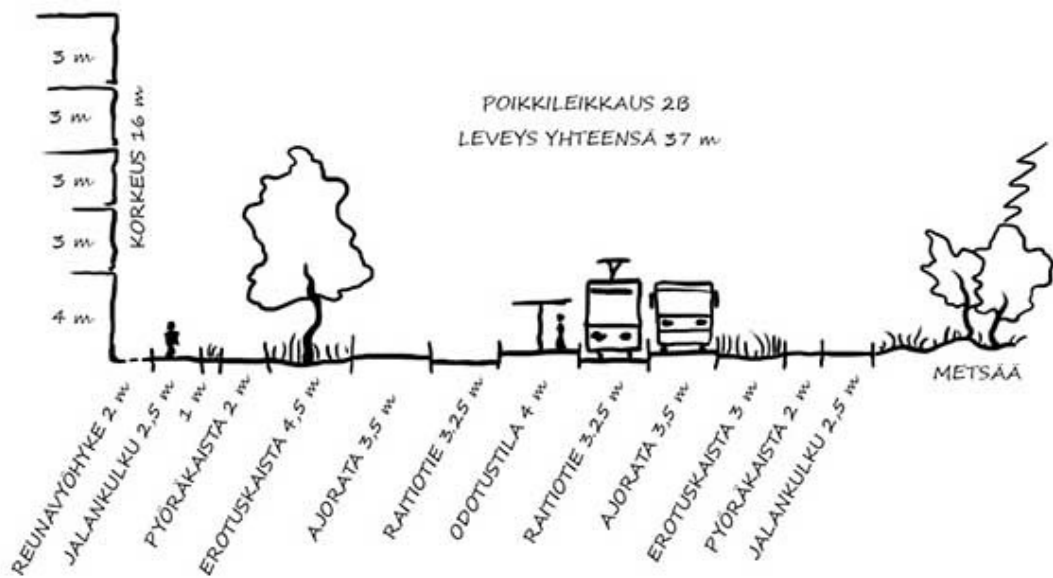 3 m
3 m
3 m
3 m
4 m
KORKEUS 16 m
POIKKILEIKKAUS 2B
LEVEYS YHTEENSÄ 37 m
METSÄÄ
REUNAVYÖHYKE 2 m
JALANKULKU 2,5 m
1 m
PYÖRÄKAISTA 2 m
EROTUSKAISTA 4,5 m
AJORATA 3,5 m
RAITIOTIE 3.25 m
ODOTUSTILA 4 m
RAITIOTIE 3.25 m
AJORATA 3,5 m
EROTUSKAISTA 3 m
PYÖRÄKAISTA 2 m
JALANKULKU 2,5 m